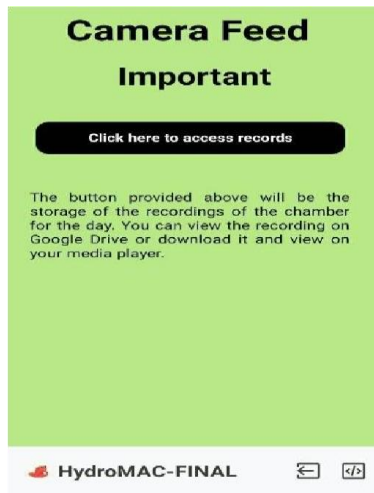 Camera Feed
Important
Click here to access records
The button provided above will be the
storage of the recordings of the chamber
for the day. You can view the recording on
Google Drive or download it and view on
your media player.
HydroMAC-FINAL